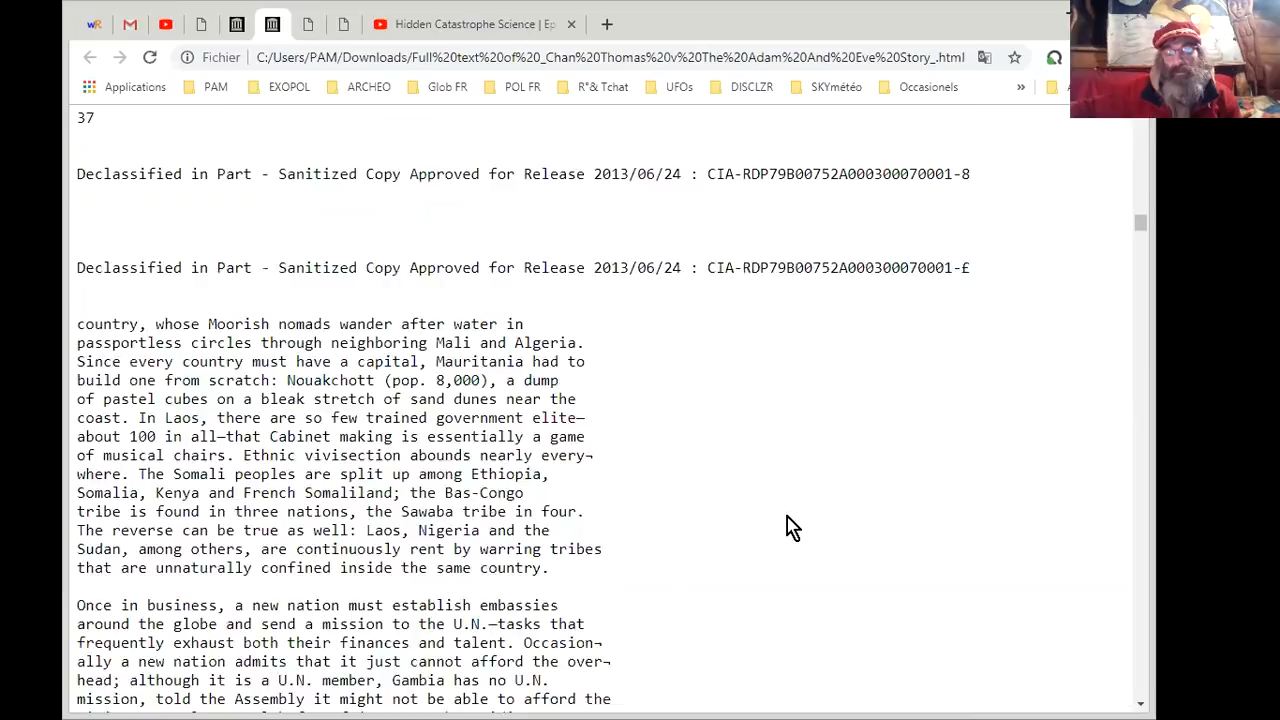 Hidden Catastrophe Science | Ep
Fichier
C:/Users/PAM/Downloads/Full%20text%20of%20_Chan%20Thomas%20v%20The%20Adam%20And%20Eve%20Story_.html
Applications PAM EXOPOL ARCHEO Glob FR POL FR R°& Tchat UFOs DISCLZR SKYmétéo Occasionels »
37
Declassified in Part - Sanitized Copy Approved for Release 2013/06/24 : CIA-RDP79B00752A000300070001-8
Declassified in Part - Sanitized Copy Approved for Release 2013/06/24 : CIA-RDP79B00752A000300070001-£
country, whose Moorish nomads wander after water in
passportless circles through neighboring Mali and Algeria.
Since every country must have a capital, Mauritania had to
build one from scratch: Nouakchott (pop. 8,000), a dump
of pastel cubes on a bleak stretch of sand dunes near the
coast. In Laos, there are so few trained government elite—
about 100 in all—that Cabinet making is essentially a game
of musical chairs. Ethnic vivisection abounds nearly every¬
where. The Somali peoples are split up among Ethiopia,
Somalia, Kenya and French Somaliland; the Bas-Congo
tribe is found in three nations, the Sawaba tribe in four.
The reverse can be true as well: Laos, Nigeria and the
Sudan, among others, are continuously rent by warring tribes
that are unnaturally confined inside the same country.
Once in business, a new nation must establish embassies
around the globe and send a mission to the U.N.—tasks that
frequently exhaust both their finances and talent. Occasion¬
ally a new nation admits that it just cannot afford the over¬
head; although it is a U.N. member, Gambia has no U.N.
mission, told the Assembly it might not be able to afford the